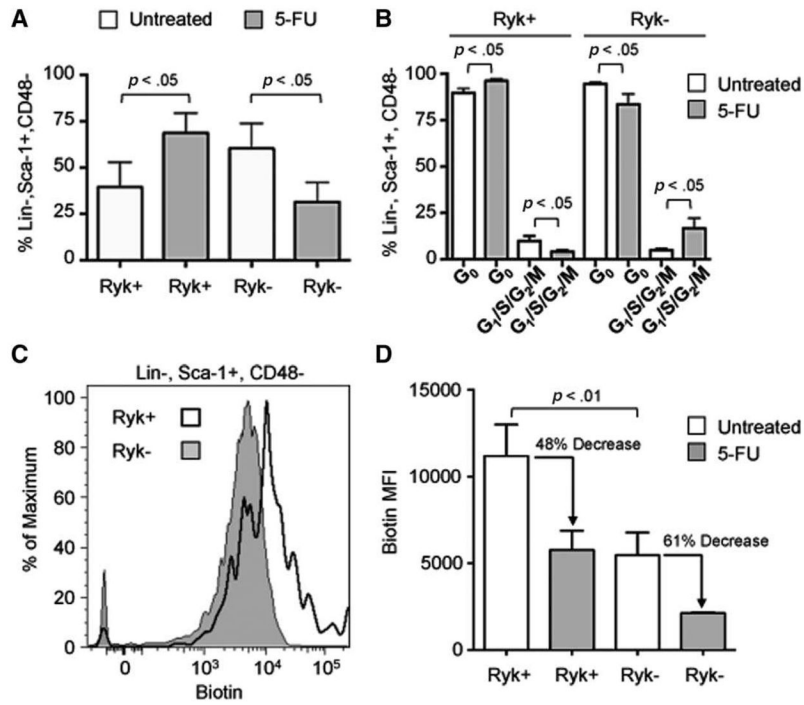 A
Untreated
5-FU
p < .05
p < .05
% Lin-,Sca-1+,CD48-
100
75
50
25
0
Ryk+
Ryk+
Ryk-
Ryk-
B
Ryk+
Ryk-
p < .05
p < .05
p < .05
p < .05
Untreated
5-FU
% Lin-, Sca-1+, CD48-
100
75
50
25
0
G0
G0
G1/S/G2/M
G1/S/G2/M
G0
G0
G1/S/G2/M
G1/S/G2/M
C
Lin-, Sca-1+, CD48-
Ryk+
Ryk-
% of Maximum
100
80
60
40
20
0
0
10³
10⁴
10⁵
Biotin
D
p < .01
48% Decrease
61% Decrease
Untreated
5-FU
Biotin MFI
15000
10000
5000
0
Ryk+
Ryk+
Ryk-
Ryk-